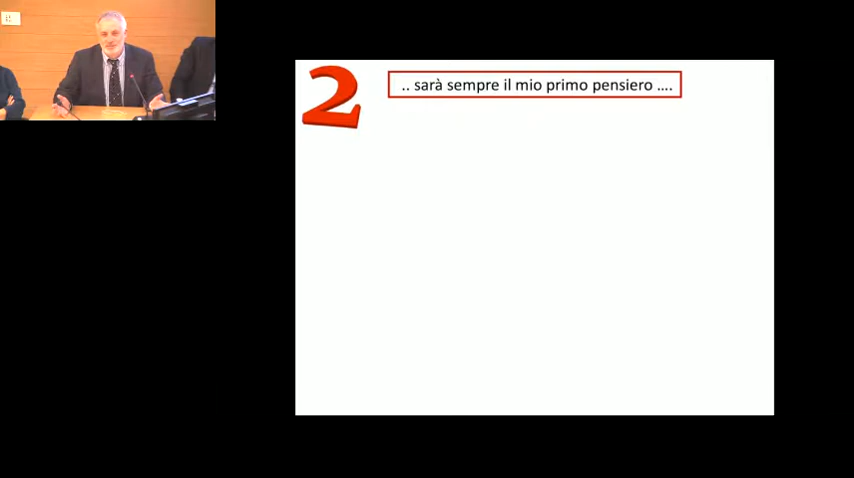 2
.. sarà sempre il mio primo pensiero ....